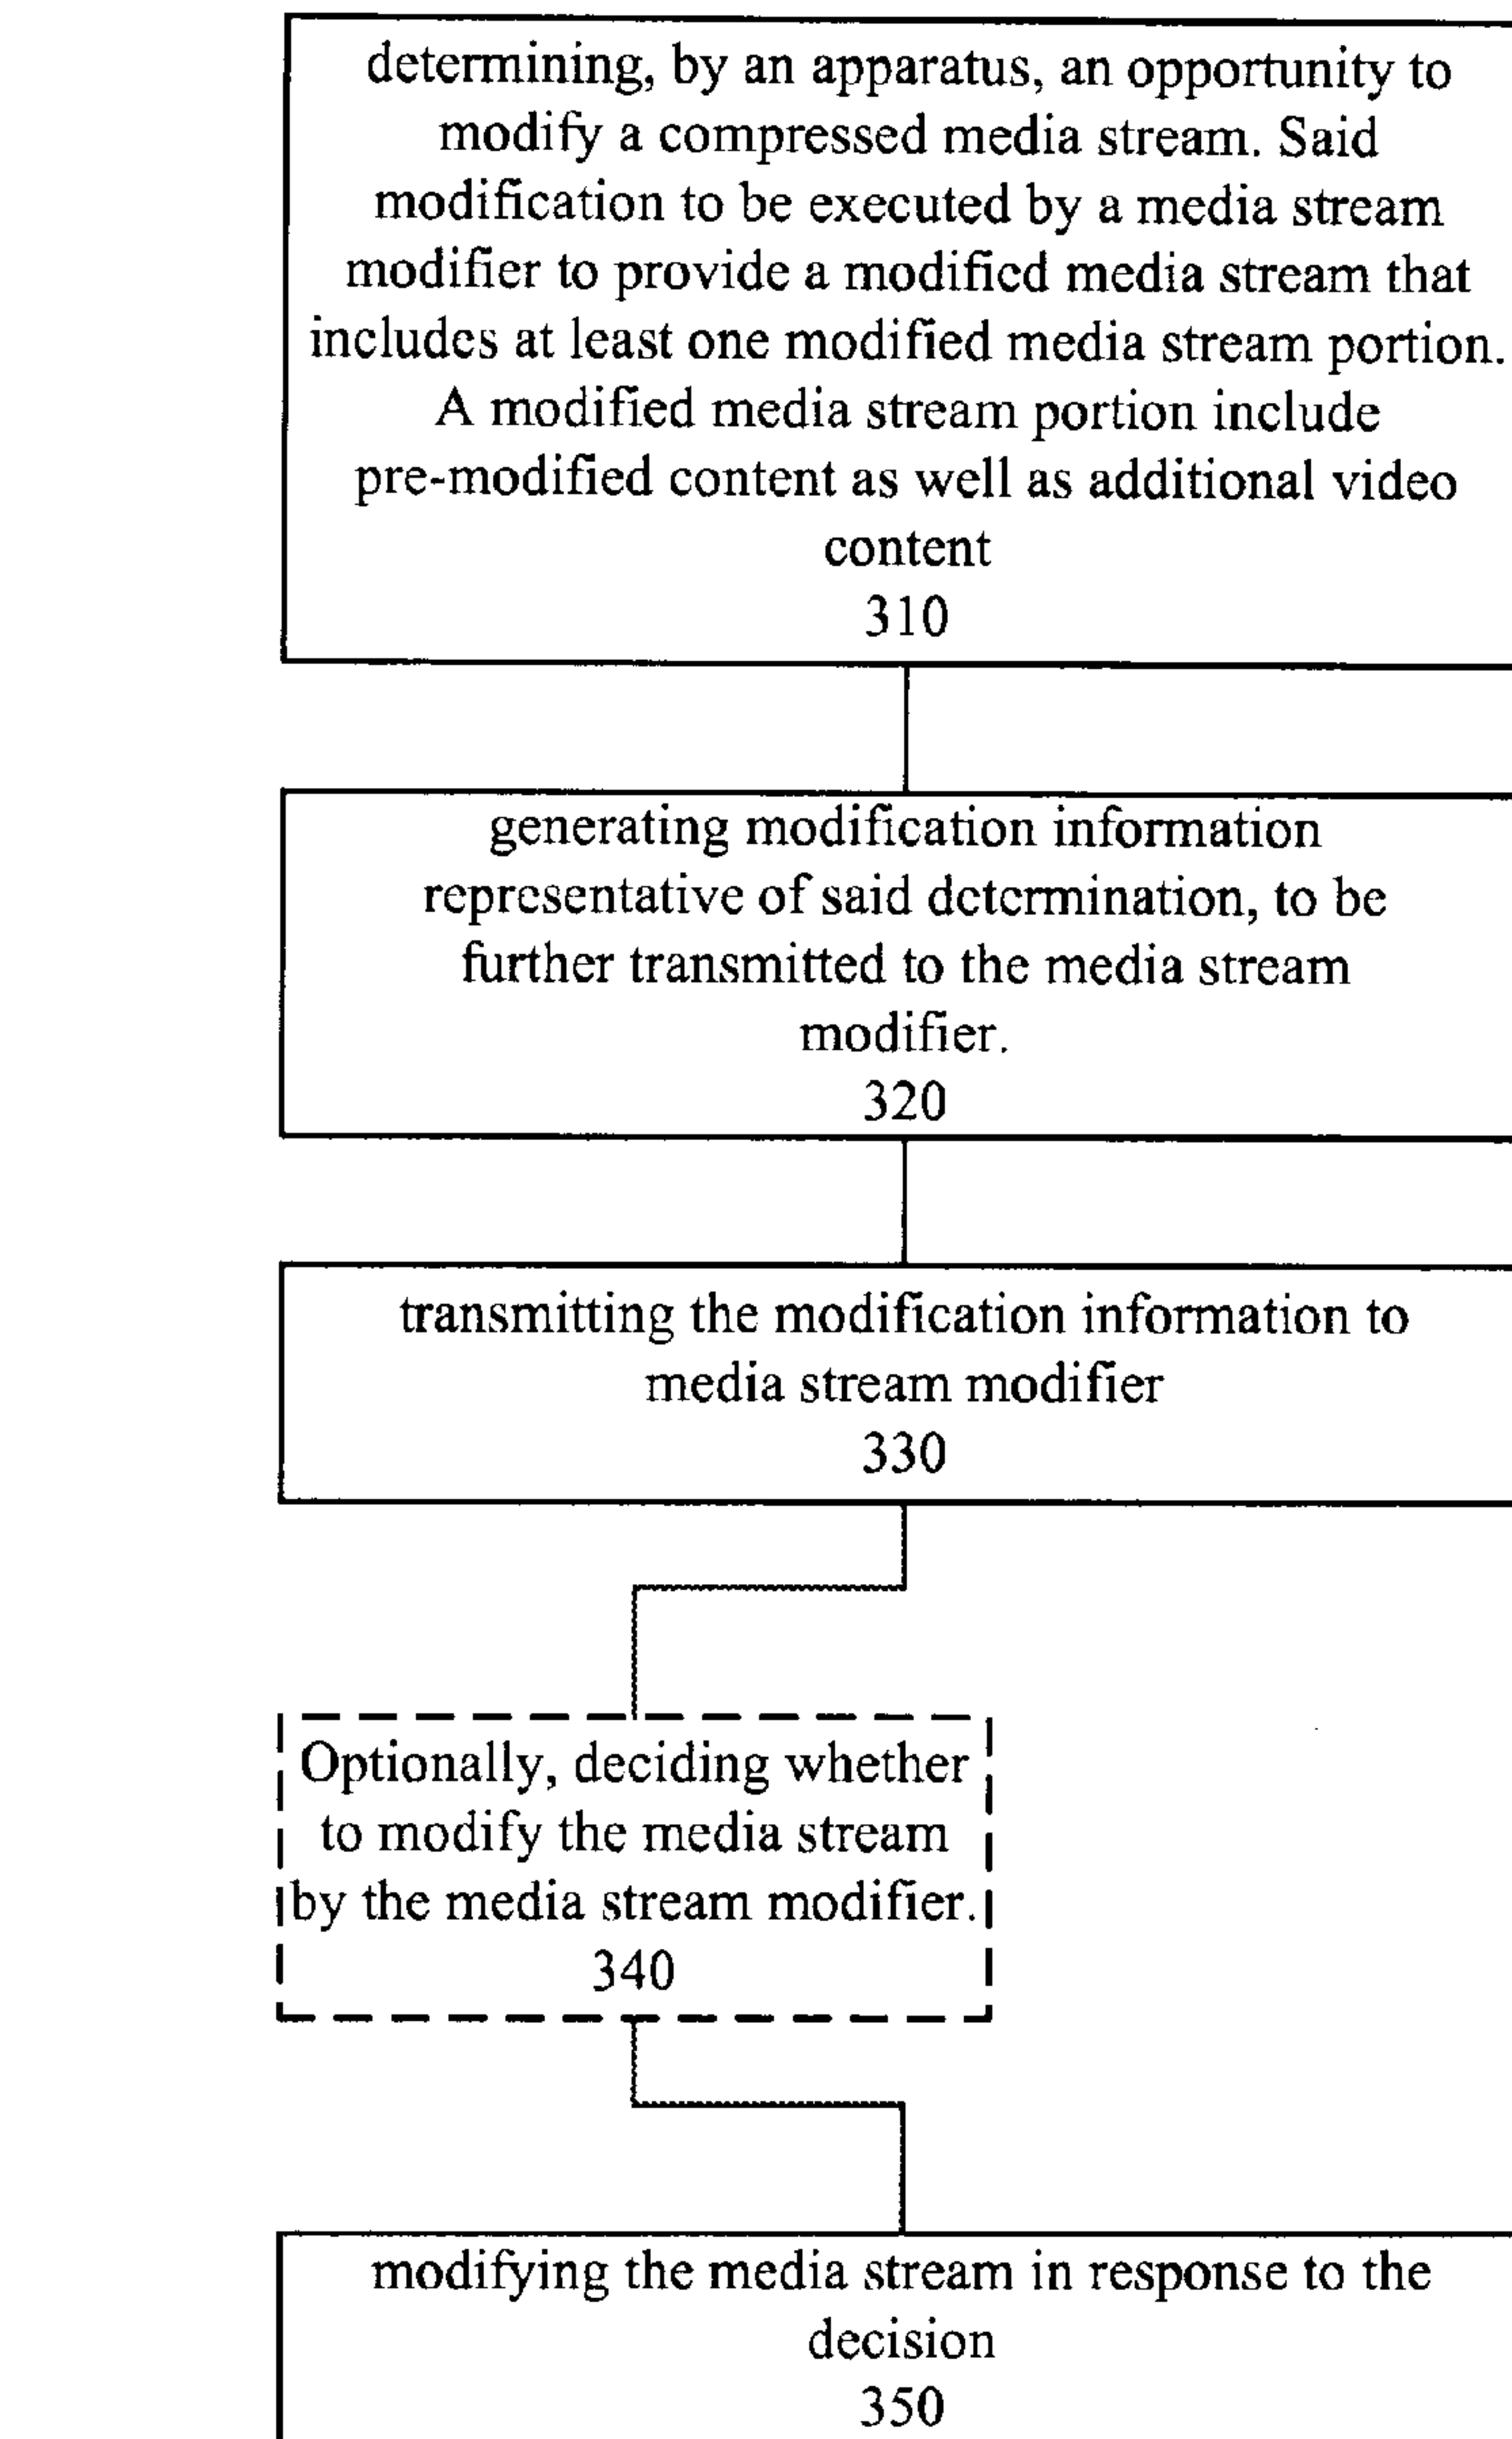 determining, by an apparatus, an opportunity to
modify a compressed media stream. Said
modification to be executed by a media stream
modifier to provide a modified media stream that
includes at least one modified media stream portion.
A modified media stream portion include
pre-modified content as well as additional video
content
310
generating modification information
representative of said determination, to be
further transmitted to the media stream
modifier.
320
transmitting the modification information to
media stream modifier
330
Optionally, deciding whether
to modify the media stream
by the media stream modifier.
340
modifying the media stream in response to the
decision
350